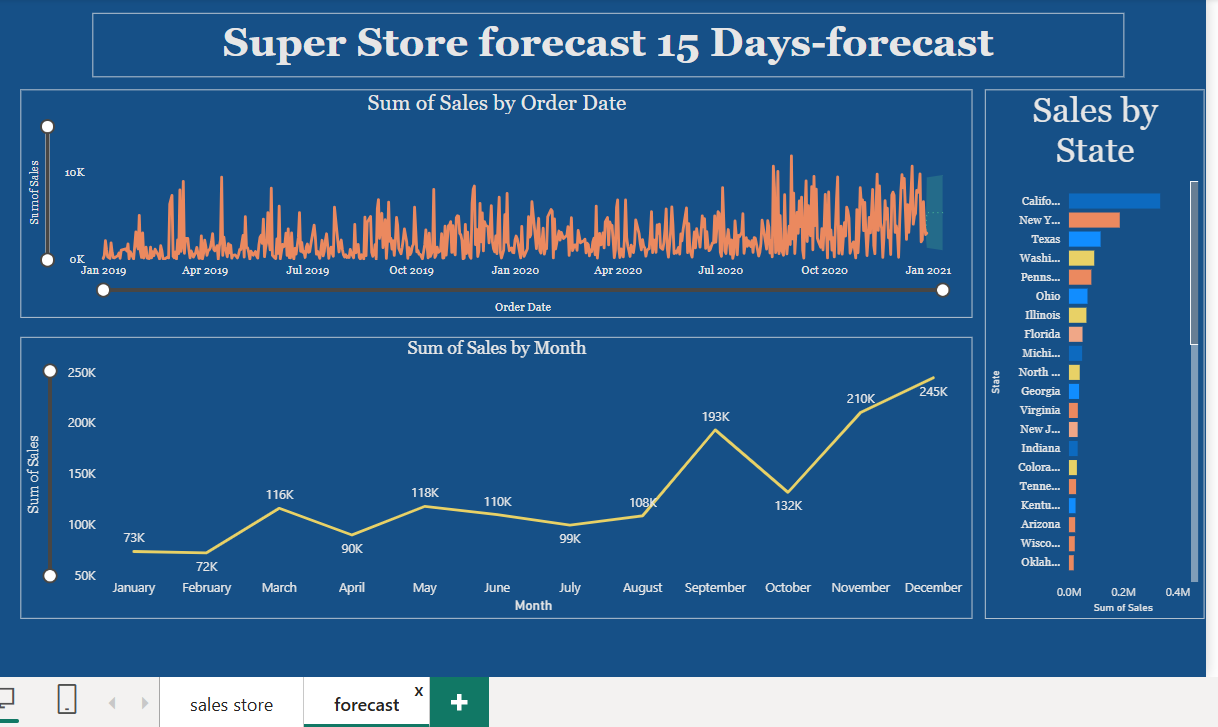 Super Store forecast 15 Days-forecast
Sum of Sales by Order Date
Sum of Sales
10K
0K
Jan 2019 Apr 2019 Jul 2019 Oct 2019 Jan 2020 Apr 2020 Jul 2020 Oct 2020 Jan 2021
Order Date
Sum of Sales by Month
Sum of Sales
250K
200K
150K
100K
50K
73K
72K
116K
90K
118K
110K
99K
108K
193K
132K
210K
245K
January February March April May June July August September October November December
Month
Sales by
State
State
Califo...
New Y...
Texas
Washi...
Penns...
Ohio
Illinois
Florida
Michi...
North ...
Georgia
Virginia
New J...
Indiana
Colora...
Tenne...
Kentu...
Arizona
Wisco...
Oklah...
0.0M 0.2M 0.4M
Sum of Sales
sales store
forecast
x
+